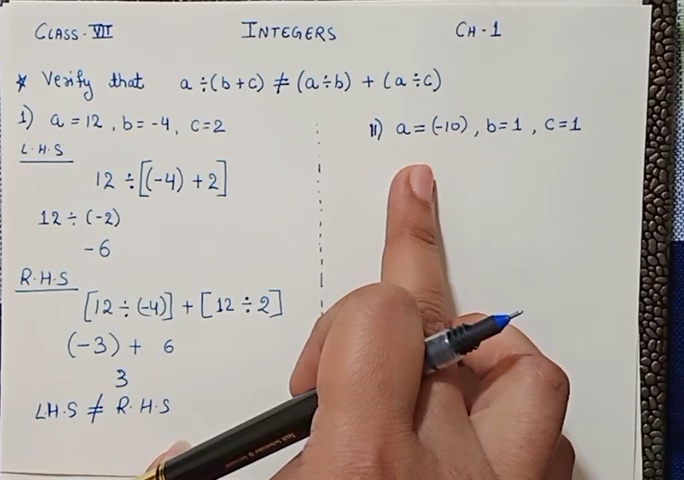 CLASS-VII INTEGERS CH-1
* Verify that a÷(b+c) ≠ (a÷b) + (a÷c)
1) a=12, b=-4, c=2
L.H.S
12÷[(-4)+2]
12÷(-2)
-6
R.H.S
[12÷(-4)]+[12÷2]
(-3)+6
3
L.H.S ≠ R.H.S
II) a=(-10), b=1, c=1